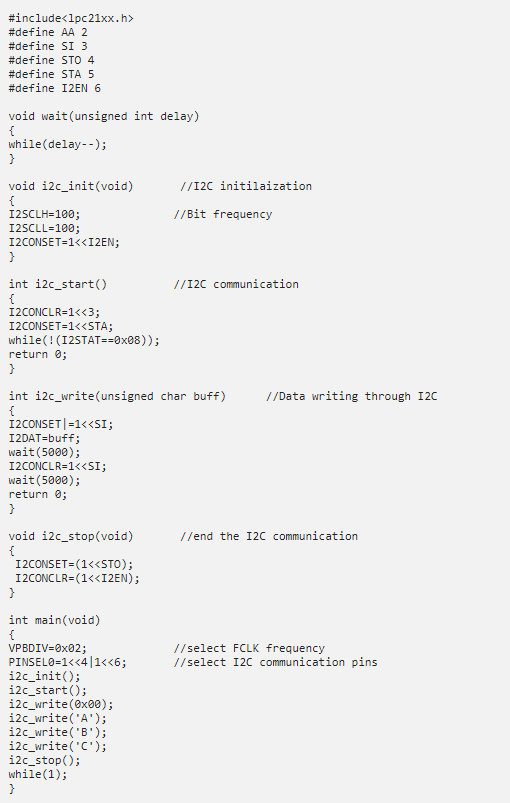 #include<lpc21xx.h>
#define AA 2
#define SI 3
#define STO 4
#define STA 5
#define I2EN 6

void wait(unsigned int delay)
{
while(delay--);
}

void i2c_init(void)       //I2C initilaization
{
I2SCLH=100;              //Bit frequency
I2SCLL=100;
I2CONSET=1<<I2EN;
}

int i2c_start()          //I2C communication
{
I2CONCLR=1<<3;
I2CONSET=1<<STA;
while(!(I2STAT==0x08));
return 0;
}

int i2c_write(unsigned char buff)      //Data writing through I2C
{
I2CONSET|=1<<SI;
I2DAT=buff;
wait(5000);
I2CONCLR=1<<SI;
wait(5000);
return 0;
}

void i2c_stop(void)       //end the I2C communication
{
 I2CONSET=(1<<STO);
 I2CONCLR=(1<<I2EN);
}

int main(void)
{
VPBDIV=0x02;             //select FCLK frequency
PINSEL0=1<<4|1<<6;       //select I2C communication pins
i2c_init();
i2c_start();
i2c_write(0x00);
i2c_write('A');
i2c_write('B');
i2c_write('C');
i2c_stop();
while(1);
}